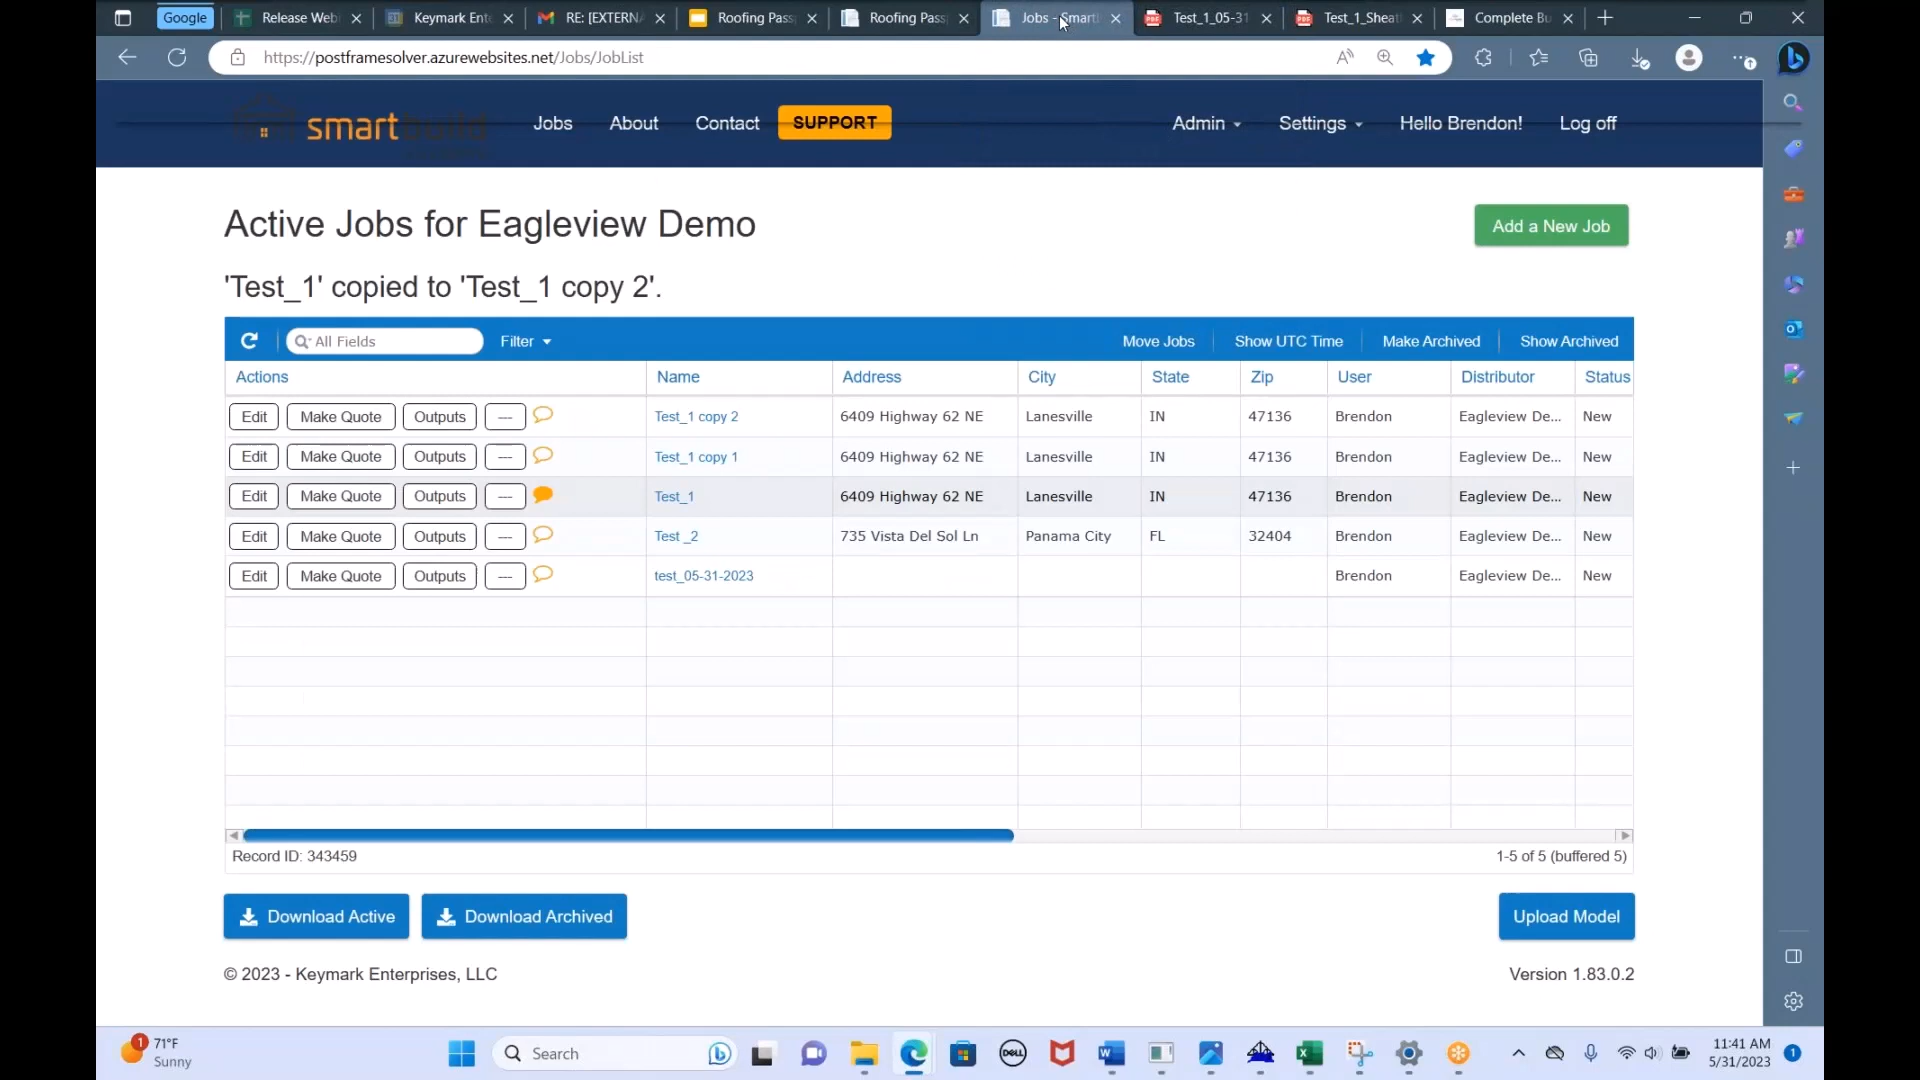 Google
Release Web
Keymark Ente
RE: [EXTERNA
Roofing Pass
Roofing Pass
Jobs - Smart
Test_1_05-31
Test_1_Sheat
Complete Bu
https://postframesolver.azurewebsites.net/Jobs/JobList
smartbuild
Jobs
About
Contact
SUPPORT
Admin
Settings
Hello Brendon!
Log off
Active Jobs for Eagleview Demo
Add a New Job
'Test_1' copied to 'Test_1 copy 2'.
All Fields
Filter
Move Jobs
Show UTC Time
Make Archived
Show Archived
Actions Name Address City State Zip User Distributor Status
Edit Make Quote Outputs --- Test_1 copy 2 6409 Highway 62 NE Lanesville IN 47136 Brendon Eagleview De... New
Edit Make Quote Outputs --- Test_1 copy 1 6409 Highway 62 NE Lanesville IN 47136 Brendon Eagleview De... New
Edit Make Quote Outputs --- Test_1 6409 Highway 62 NE Lanesville IN 47136 Brendon Eagleview De... New
Edit Make Quote Outputs --- Test _2 735 Vista Del Sol Ln Panama City FL 32404 Brendon Eagleview De... New
Edit Make Quote Outputs --- test_05-31-2023 Brendon Eagleview De... New
Record ID: 343459
1-5 of 5 (buffered 5)
Download Active
Download Archived
Upload Model
© 2023 - Keymark Enterprises, LLC
Version 1.83.0.2
1
71°F
Sunny
Search
DELL
11:41 AM
5/31/2023
1